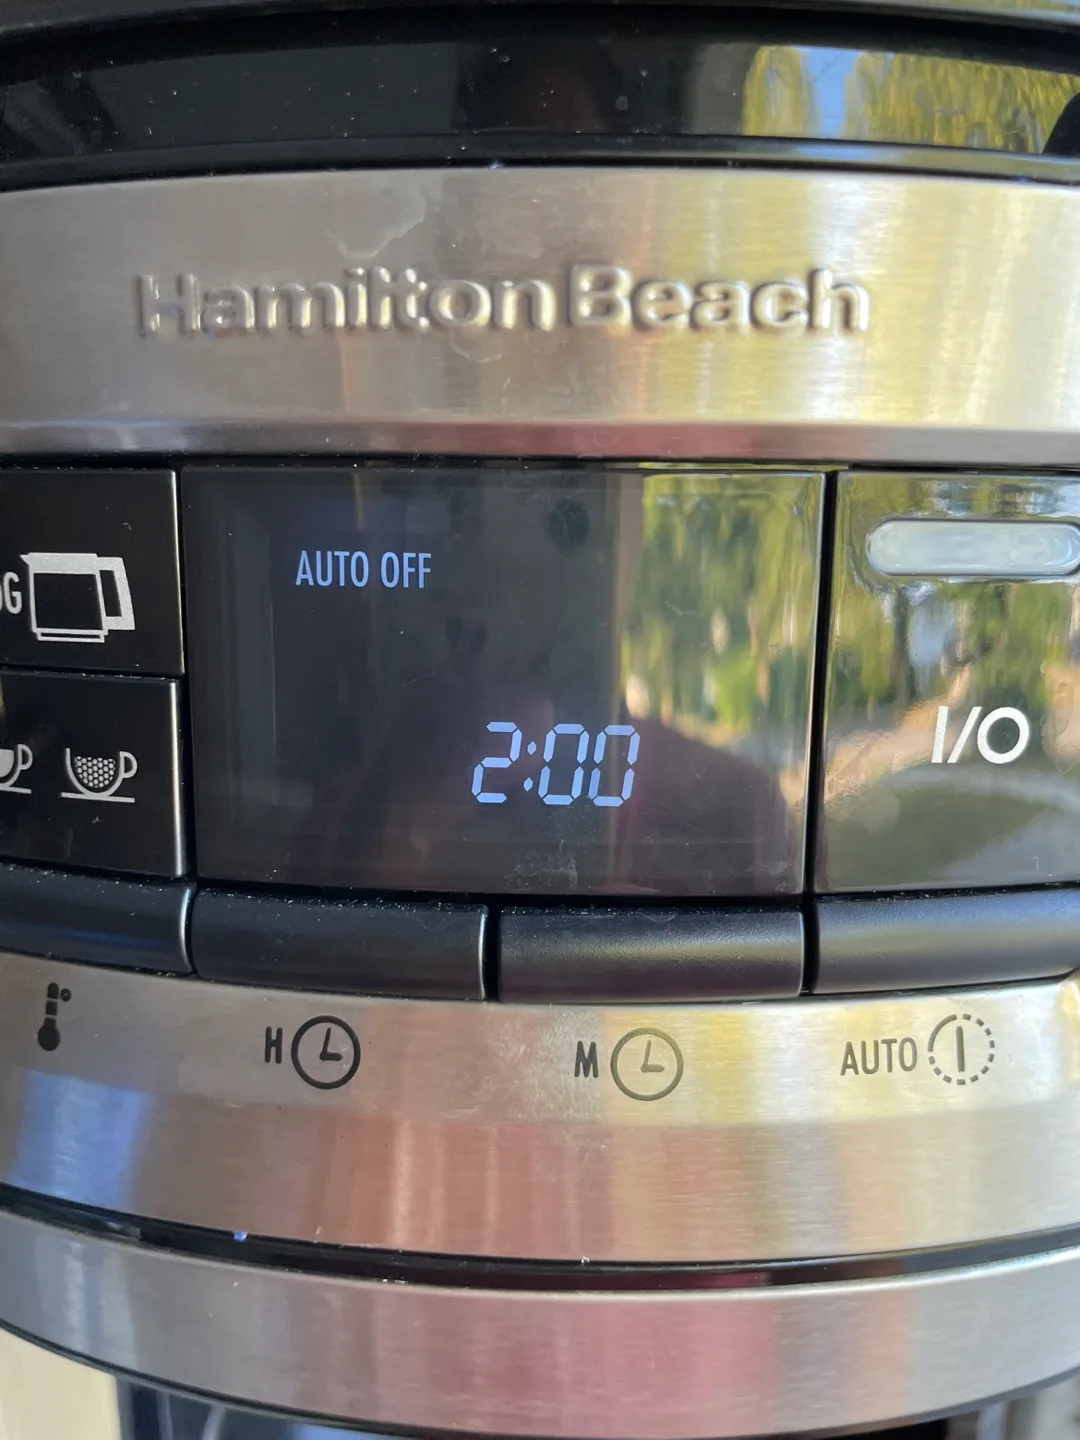 Hamilton Beach
AUTO OFF
2:00
I/O
H
M
AUTO